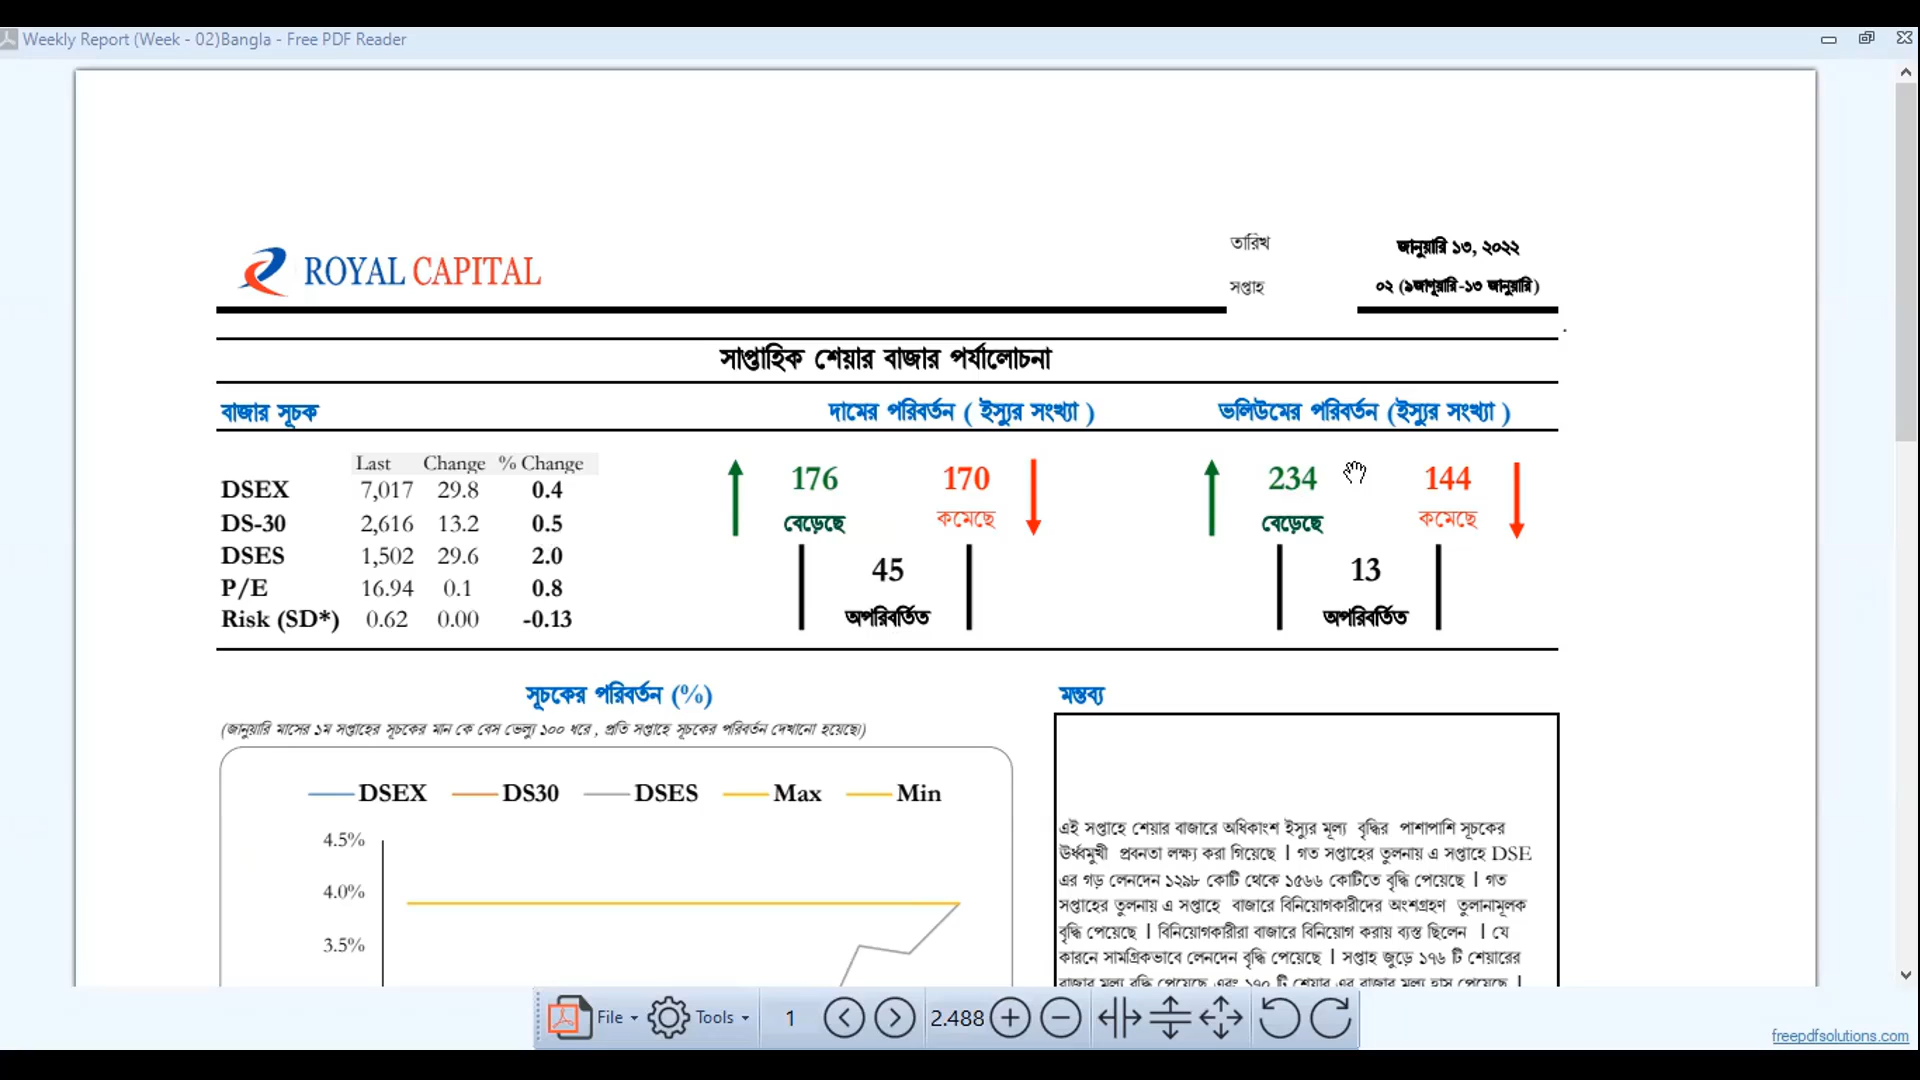 Weekly Report (Week - 02)Bangla - Free PDF Reader
ROYAL CAPITAL
তারিখ জানুয়ারি ১৩, ২০২২
সপ্তাহ ০২ (৯জানুয়ারি-১৩ জানুয়ারি)
সাপ্তাহিক শেয়ার বাজার পর্যালোচনা
বাজার সূচক
Last Change % Change
DSEX 7,017 29.8 0.4
DS-30 2,616 13.2 0.5
DSES 1,502 29.6 2.0
P/E 16.94 0.1 0.8
Risk (SD*) 0.62 0.00 -0.13
দামের পরিবর্তন ( ইস্যুর সংখ্যা )
176 170
বেড়েছে কমেছে
45
অপরিবর্তিত
ভলিউমের পরিবর্তন (ইস্যুর সংখ্যা )
234 144
বেড়েছে কমেছে
13
অপরিবর্তিত
সূচকের পরিবর্তন (%)
(জানুয়ারি মাসের ১ম সপ্তাহের সূচকের মান কে বেস ভেল্যু ১০০ ধরে , প্রতি সপ্তাহে সূচকের পরিবর্তন দেখানো হয়েছে।)
DSEX DS30 DSES Max Min
4.5%
4.0%
3.5%
মন্তব্য
এই সপ্তাহে শেয়ার বাজারে অধিকাংশ ইস্যুর মূল্য বৃদ্ধির পাশাপাশি সূচকের
ঊর্ধ্বমুখী প্রবনতা লক্ষ্য করা গিয়েছে । গত সপ্তাহের তুলনায় এ সপ্তাহে DSE
এর গড় লেনদেন ১২৯৮ কোটি থেকে ১৫৬৬ কোটিতে বৃদ্ধি পেয়েছে । গত
সপ্তাহের তুলনায় এ সপ্তাহে বাজারে বিনিয়োগকারীদের অংশগ্রহণ তুলানামূলক
বৃদ্ধি পেয়েছে । বিনিয়োগকারীরা বাজারে বিনিয়োগ করায় ব্যস্ত ছিলেন । যে
কারনে সামগ্রিকভাবে লেনদেন বৃদ্ধি পেয়েছে । সপ্তাহ জুড়ে ১৭৬ টি শেয়ারের
বাজার মূল্য বৃদ্ধি পেয়েছে এবং ১৭০ টি শেয়ার এর বাজার মূল্য হ্রাস পেয়েছে ।
File Tools 1 2.488
freepdfsolutions.com